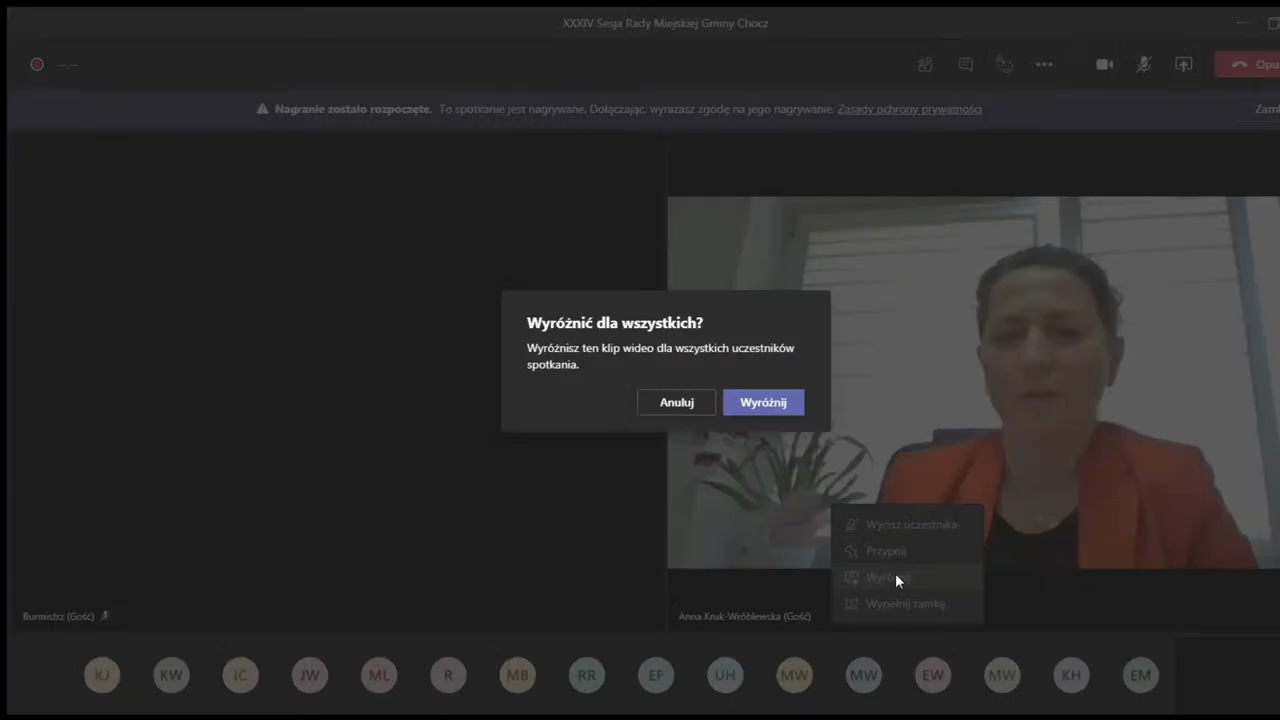 XXXIV Sesja Rady Miejskiej Gminy Chocz
--:--
Nagranie zostało rozpoczęte. To spotkanie jest nagrywane. Dołączając, wyrażasz zgodę na jego nagrywanie. Zasady ochrony prywatności
Wyróżnić dla wszystkich?
Wyróżnisz ten klip wideo dla wszystkich uczestników
spotkania.
Anuluj Wyróżnij
Wycisz uczestnika
Przypnij
Wyróżnij
Wypełnij ramkę
Burmistrz (Gość)
Anna Kruk-Wróblewska (Gość)
KJ KW IC JW ML R MB RR EF UH MW MW EW MW KH EM